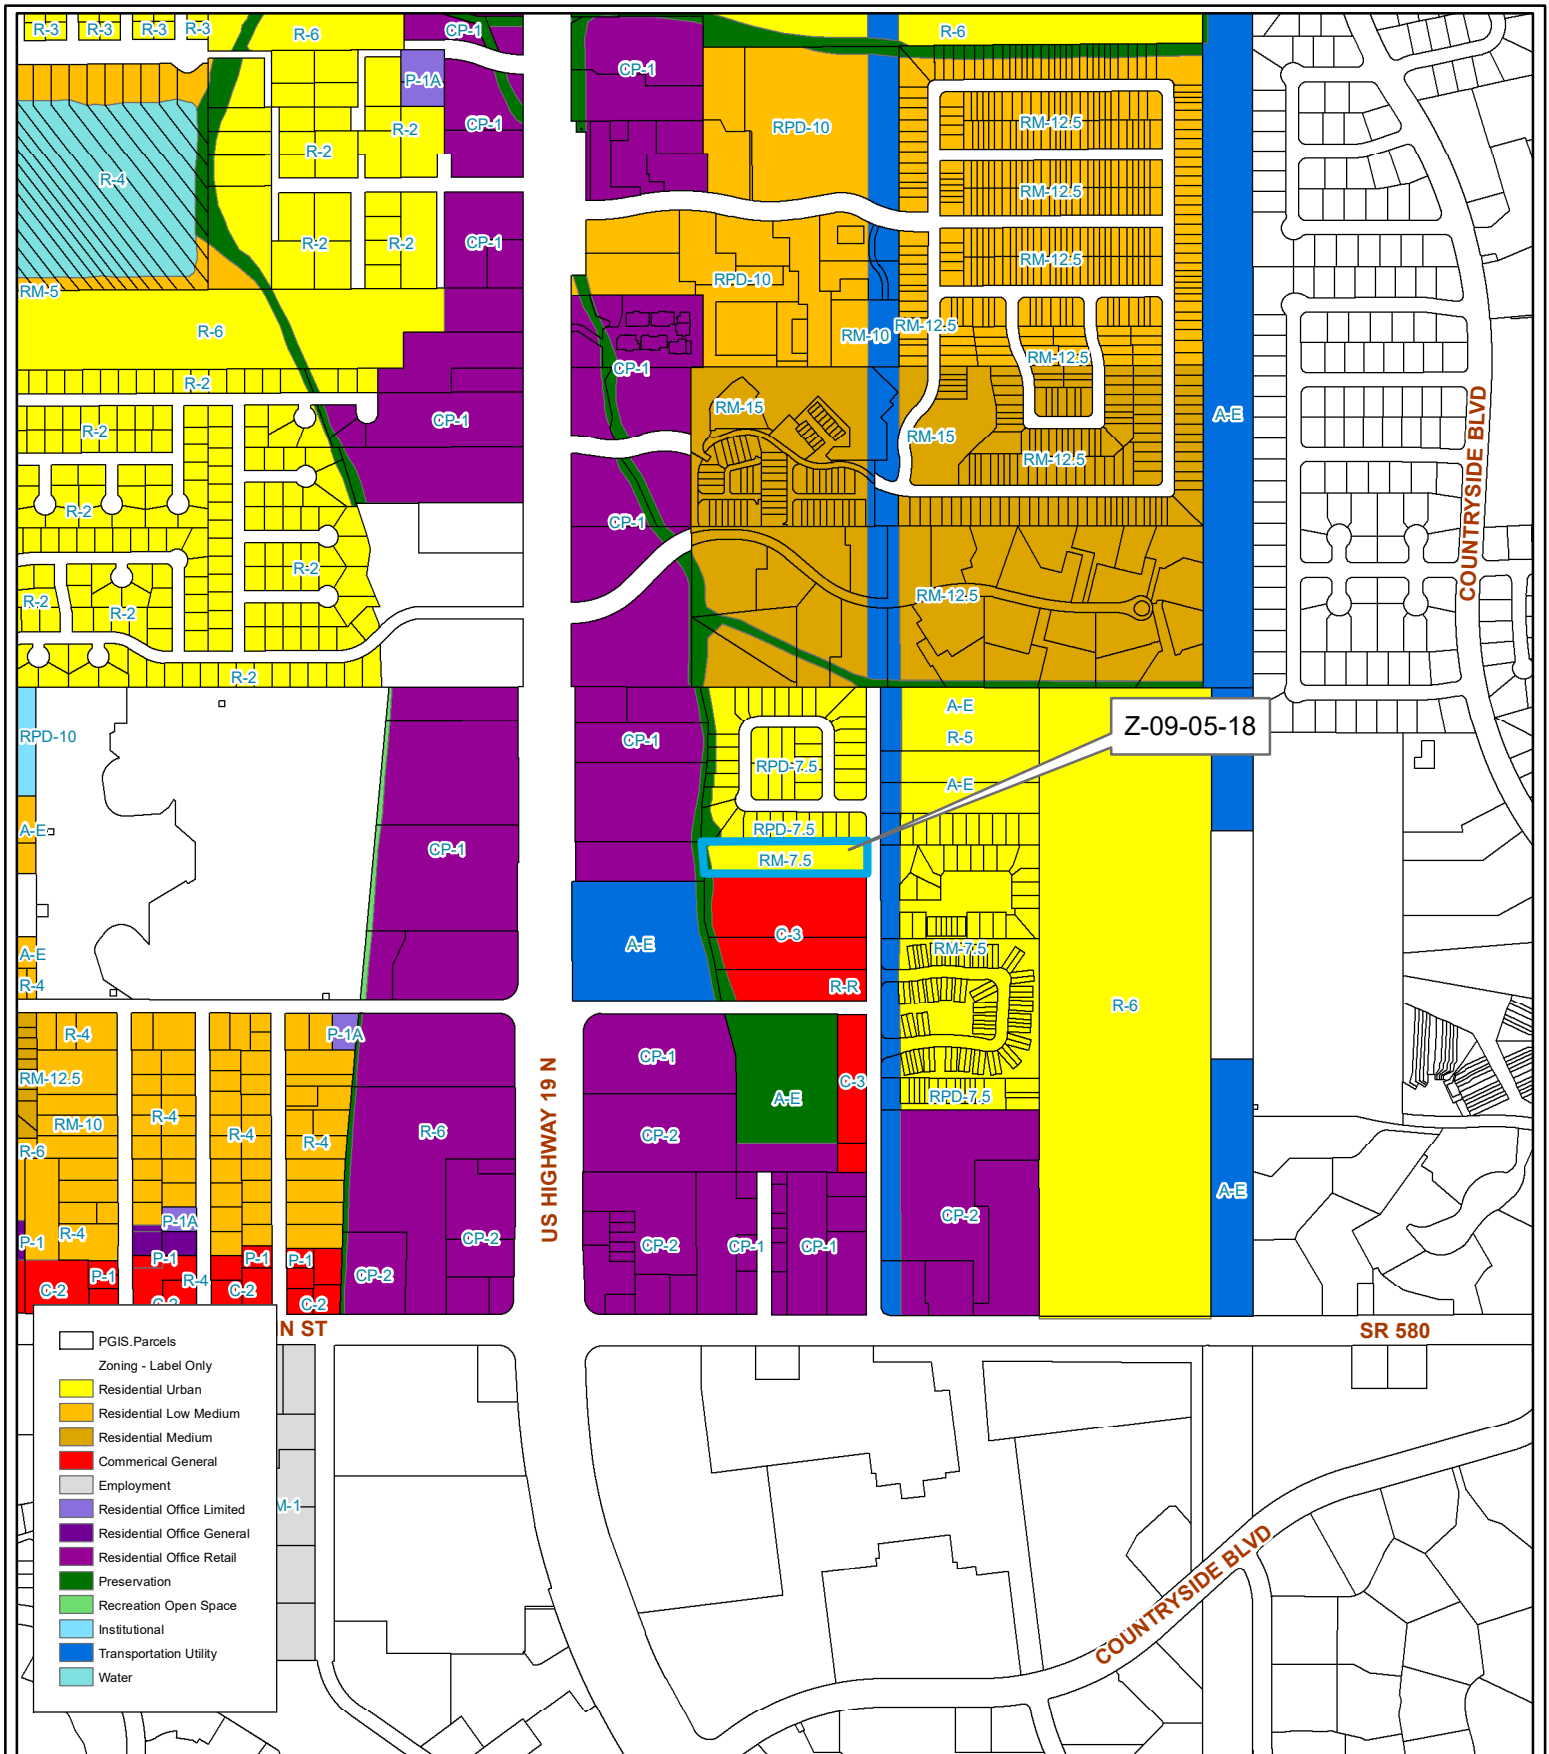 R-3 R-3 R-3 R-3 R-6 CP-1 R-6
CP-1
P-1A
CP-1 RPD-10 RM-12.5
R-2
R-2
R-4
RM-12.5
R-2 R-2 CP-1
RM-12.5
RPD-10
RM-5
R-6 RM-10 RM-12.5
RM-12.5
CP-1
R-2
RM-15
A-E
CP-1
R-2
RM-15
RM-12.5
R-2
CP-1
COUNTRYSIDE BLVD
R-2
R-2 RM-12.5
R-2
R-2
A-E
Z-09-05-18
RPD-10 CP-1 R-5
RPD-7.5
A-E
A-E RPD-7.5
CP-1 RM-7.5
C-3
A-E
A-E RM-7.5
R-4 R-R
R-6
R-4 P-1A
CP-1
RM-12.5 C-3
A-E RPD-7.5
R-4
RM-10 R-6
R-4 R-4 CP-2
R-6
US HIGHWAY 19 N
A-E
CP-2
P-1A
R-4 CP-2
P-1 CP-2 CP-1 CP-1
P-1 P-1 P-1
P-1 CP-2
R-4
C-2 C-2 C-2
C-2
N ST SR 580
PGIS.Parcels
Zoning - Label Only
Residential Urban
Residential Low Medium
Residential Medium
Commerical General
Employment
Residential Office Limited
Residential Office General
Residential Office Retail
Preservation
Recreation Open Space
Institutional
Transportation Utility
Water
M-1
COUNTRYSIDE BLVD